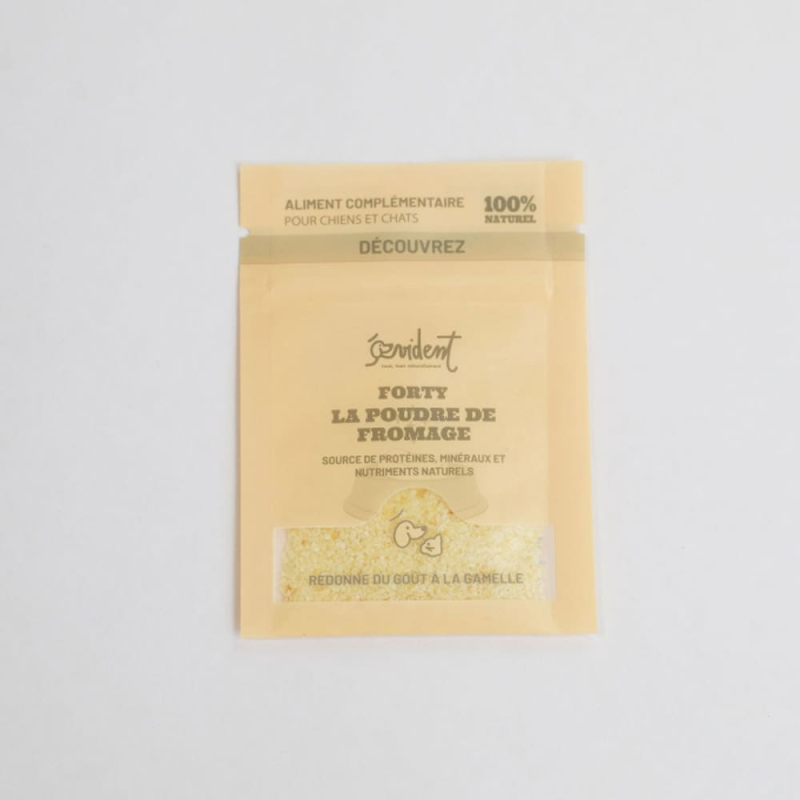 ALIMENT COMPLÉMENTAIRE
POUR CHIENS ET CHATS
100%
NATUREL
DÉCOUVREZ
évident
FORTY
LA POUDRE DE
FROMAGE
SOURCE DE PROTÉINES, MINÉRAUX ET
NUTRIMENTS NATURELS
REDONNE DU GOÛT À LA GAMELLE